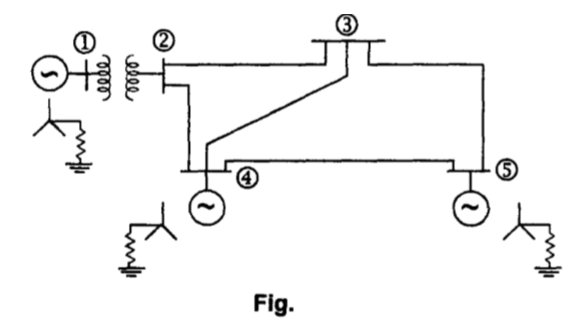 ③
① ②
④ ⑤
Fig.